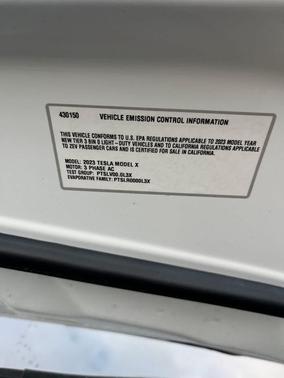 430150 VEHICLE EMISSION CONTROL INFORMATION
THIS VEHICLE CONFORMS TO U.S. EPA REGULATIONS APPLICABLE TO 2023 MODEL YEAR
NEW TIER 3 BIN 0 LIGHT-DUTY VEHICLES AND TO CALIFORNIA REGULATIONS APPLICABLE
TO ZEV PASSENGER CARS AND IS CERTIFIED FOR SALE IN CALIFORNIA.
MODEL: 2023 TESLA MODEL X
MOTOR: 3 PHASE AC
TEST GROUP: PTSLV00.0L3X
EVAPORATIVE FAMILY: PTSLR0000L3X